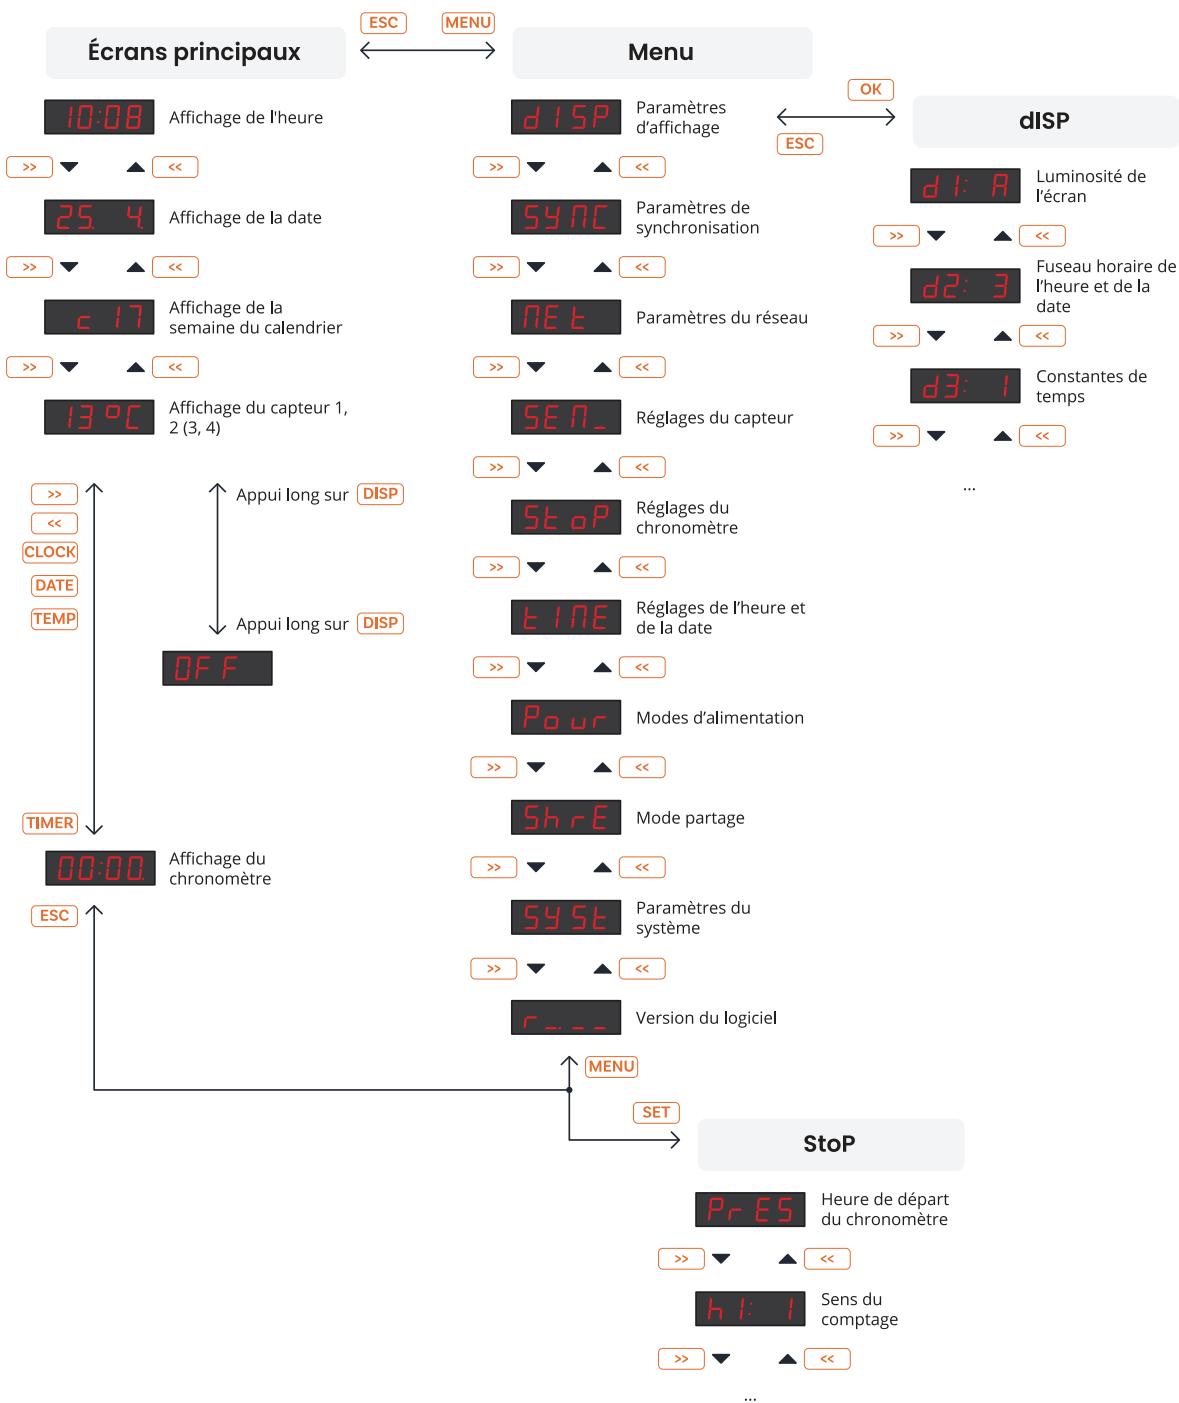 ESC MENU
Écrans principaux
Menu
10:08
Affichage de l'heure
>> <<
25. 4.
Affichage de la date
>> <<
c 17
Affichage de la
semaine du calendrier
>> <<
13 °C
Affichage du capteur 1,
2 (3, 4)
>>
<<
CLOCK
DATE
TEMP
Appui long sur DISP
Appui long sur DISP
OFF
TIMER
00:00.
Affichage du
chronomètre
ESC
dISP
Paramètres
d’affichage
>> <<
SYNC
Paramètres de
synchronisation
>> <<
NEt
Paramètres du réseau
>> <<
SEN_
Réglages du capteur
>> <<
StoP
Réglages du
chronomètre
>> <<
tIME
Réglages de l’heure et
de la date
>> <<
Pour
Modes d’alimentation
>> <<
ShrE
Mode partage
>> <<
SYSt
Paramètres du
système
>> <<
r _._ _
Version du logiciel
MENU
OK
ESC
dISP
d1: A
Luminosité de
l’écran
>> <<
d2: 3
Fuseau horaire de
l’heure et de la
date
>> <<
d3: 1
Constantes de
temps
>> <<
...
SET
StoP
PrES
Heure de départ
du chronomètre
>> <<
h1: 1
Sens du
comptage
>> <<
...